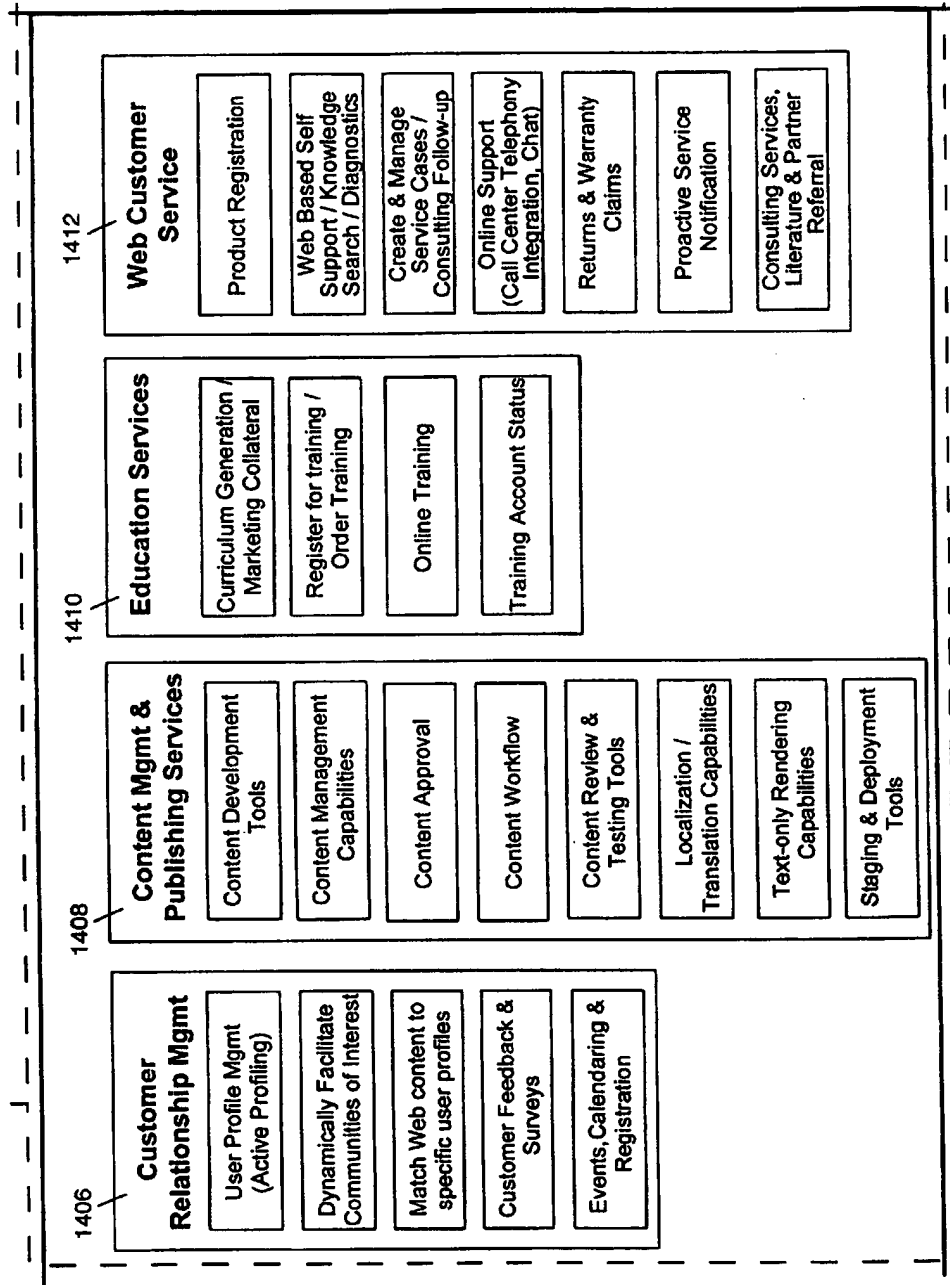 1406
Customer
Relationship Mgmt
User Profile Mgmt
(Active Profiling)
Dynamically Facilitate
Communities of Interest
Match Web content to
specific user profiles
Customer Feedback &
Surveys
Events,Calendaring &
Registration
1408
Content Mgmt &
Publishing Services
Content Development
Tools
Content Management
Capabilities
Content Approval
Content Workflow
Content Review &
Testing Tools
Localization /
Translation Capabilities
Text-only Rendering
Capabilities
Staging & Deployment
Tools
1410
Education Services
Curriculum Generation /
Marketing Collateral
Register for training /
Order Training
Online Training
Training Account Status
1412
Web Customer
Service
Product Registration
Web Based Self
Support / Knowledge
Search / Diagnostics
Create & Manage
Service Cases /
Consulting Follow-up
Online Support
(Call Center Telephony
Integration, Chat)
Returns & Warranty
Claims
Proactive Service
Notification
Consulting Services,
Literature & Partner
Referral